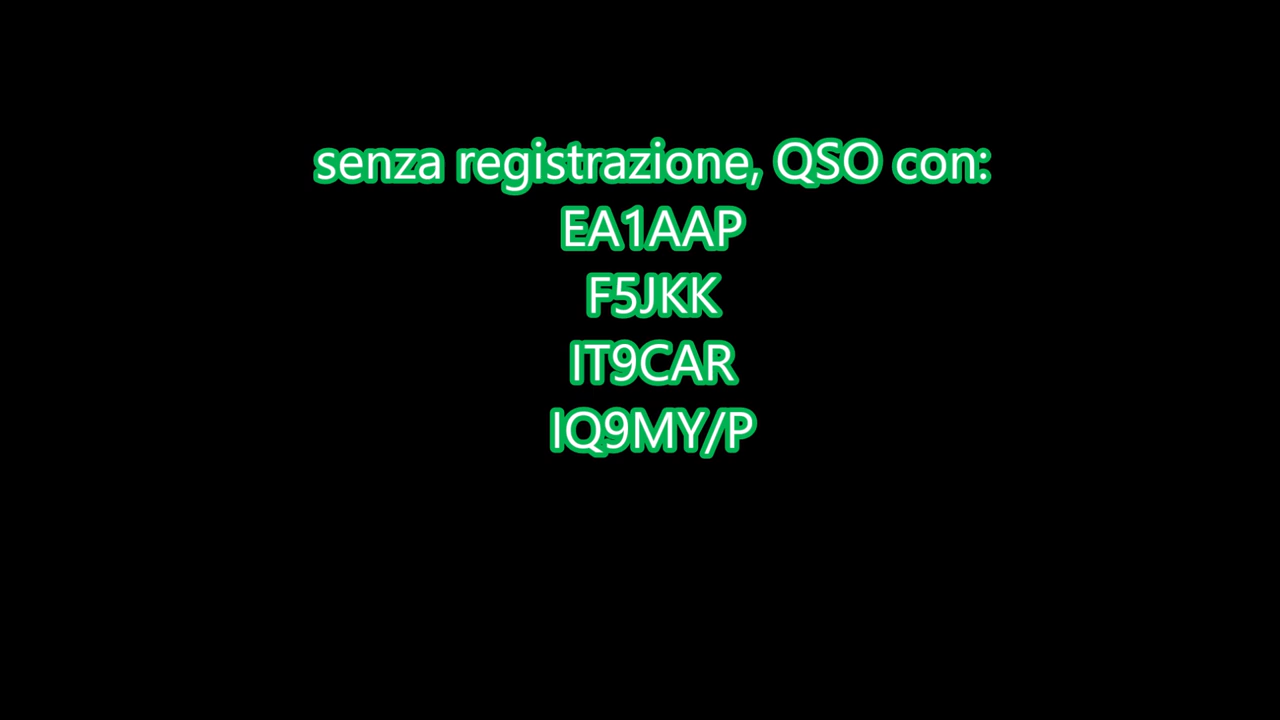 senza registrazione, QSO con:
EA1AAP
F5JKK
IT9CAR
IQ9MY/P